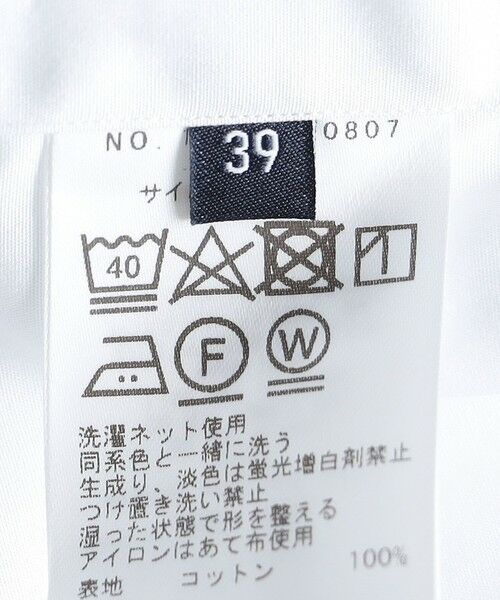 NO. 0807
39
サイ
40
F W
洗濯ネット使用
同系色と一緒に洗う
生成り、淡色は蛍光増白剤禁止
つけ置き洗い禁止
湿った状態で形を整える
アイロンはあて布使用
100%
表地 コットン